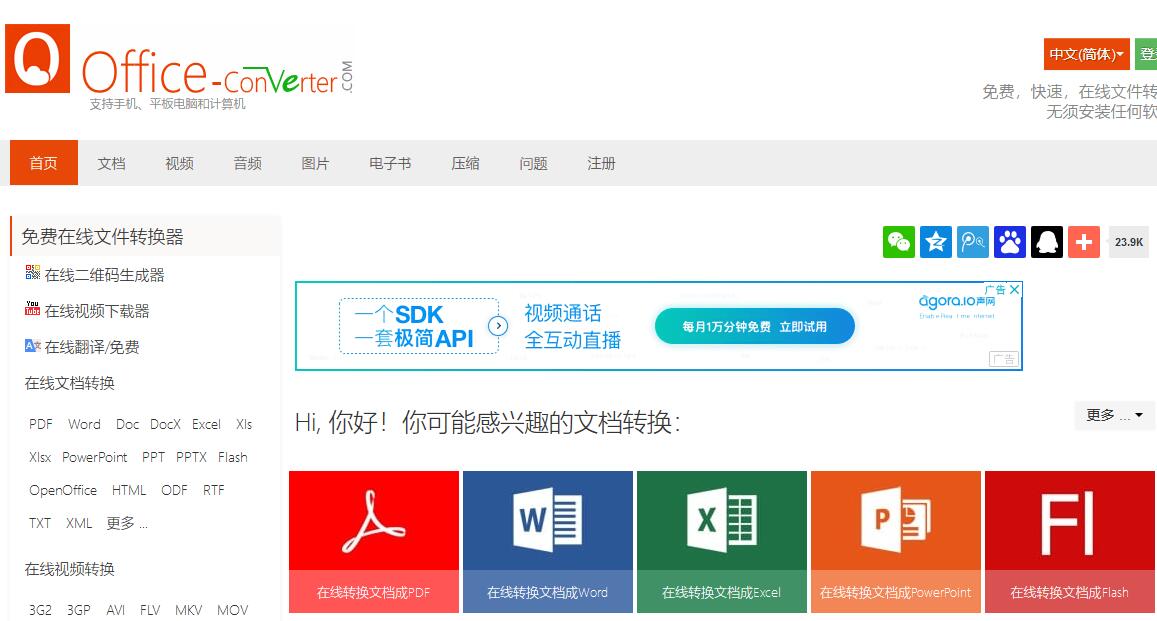 Office-Converter.COM
支持手机、平板电脑和计算机
中文(简体)
登
免费，快速，在线文件转
无须安装任何软
首页 文档 视频 音频 图片 电子书 压缩 问题 注册
免费在线文件转换器
在线二维码生成器
You Tube 在线视频下载器
A文 在线翻译/免费
在线文档转换
PDF Word Doc DocX Excel Xls
Xlsx PowerPoint PPT PPTX Flash
OpenOffice HTML ODF RTF
TXT XML 更多 ...
在线视频转换
3G2 3GP AVI FLV MKV MOV
23.9K
一个SDK
一套极简API
视频通话
全互动直播
每月1万分钟免费 立即试用
广告
agora.io声网
广告
Hi, 你好！你可能感兴趣的文档转换：
更多 ...
在线转换文档成PDF
W
在线转换文档成Word
X
在线转换文档成Excel
P
在线转换文档成PowerPoint
Fl
在线转换文档成Flash